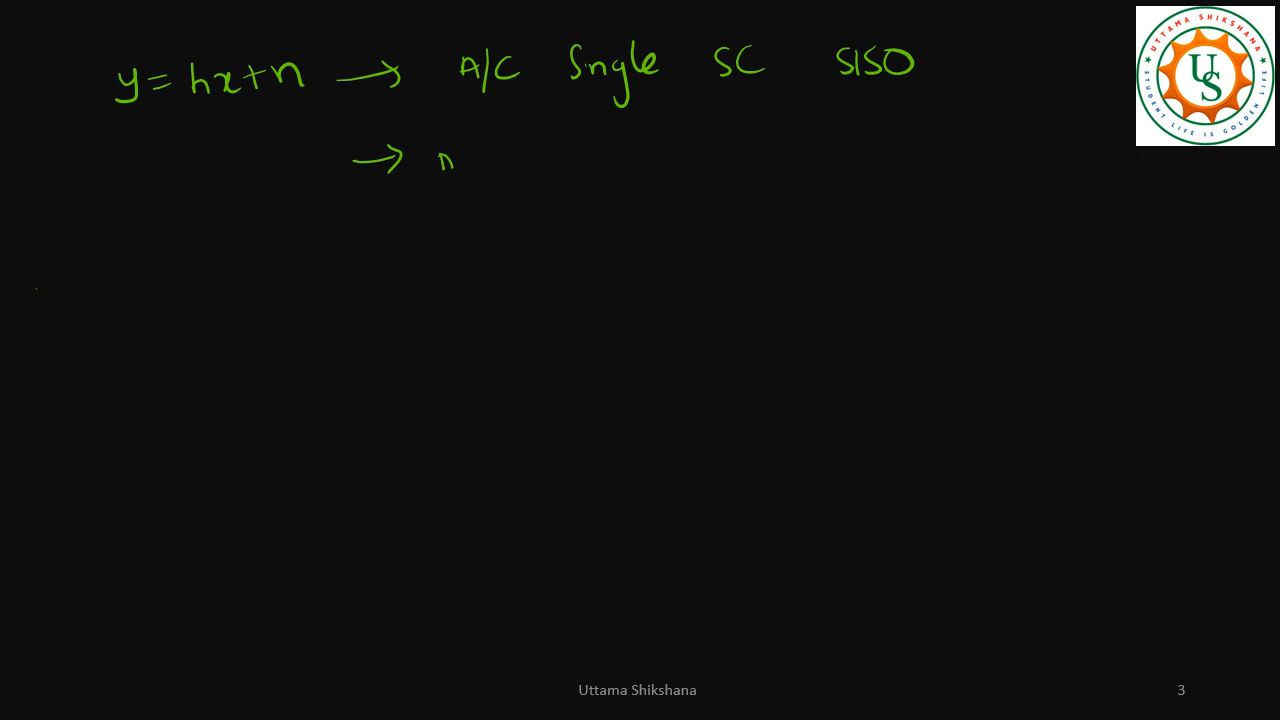 y=hx+n → A/C Single SC SISO
→ n
UTTAMA SHIKSHANA
US
STUDENT LIFE IS GOLDEN LIFE
Uttama Shikshana 3